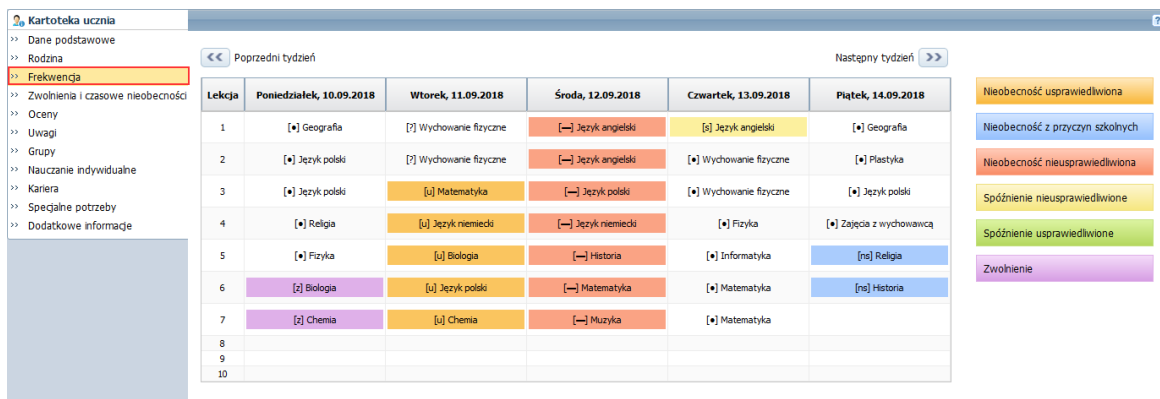 Kartoteka ucznia
?
>> Dane podstawowe
>> Rodzina
>> Frekwencja
>> Zwolnienia i czasowe nieobecności
>> Oceny
>> Uwagi
>> Grupy
>> Nauczanie indywidualne
>> Kariera
>> Specjalne potrzeby
>> Dodatkowe informacje
<< Poprzedni tydzień Następny tydzień >>
Lekcja Poniedziałek, 10.09.2018 Wtorek, 11.09.2018 Środa, 12.09.2018 Czwartek, 13.09.2018 Piątek, 14.09.2018
1 [•] Geografia [?] Wychowanie fizyczne [—] Język angielski [s] Język angielski [•] Geografia
2 [•] Język polski [?] Wychowanie fizyczne [—] Język angielski [•] Wychowanie fizyczne [•] Plastyka
3 [•] Język polski [u] Matematyka [—] Język polski [•] Wychowanie fizyczne [•] Język polski
4 [•] Religia [u] Język niemiecki [—] Język niemiecki [•] Fizyka [•] Zajęcia z wychowawcą
5 [•] Fizyka [u] Biologia [—] Historia [•] Informatyka [ns] Religia
6 [z] Biologia [u] Język polski [—] Matematyka [•] Matematyka [ns] Historia
7 [z] Chemia [u] Chemia [—] Muzyka [•] Matematyka
8
9
10
Nieobecność usprawiedliwiona
Nieobecność z przyczyn szkolnych
Nieobecność nieusprawiedliwiona
Spóźnienie nieusprawiedliwione
Spóźnienie usprawiedliwione
Zwolnienie